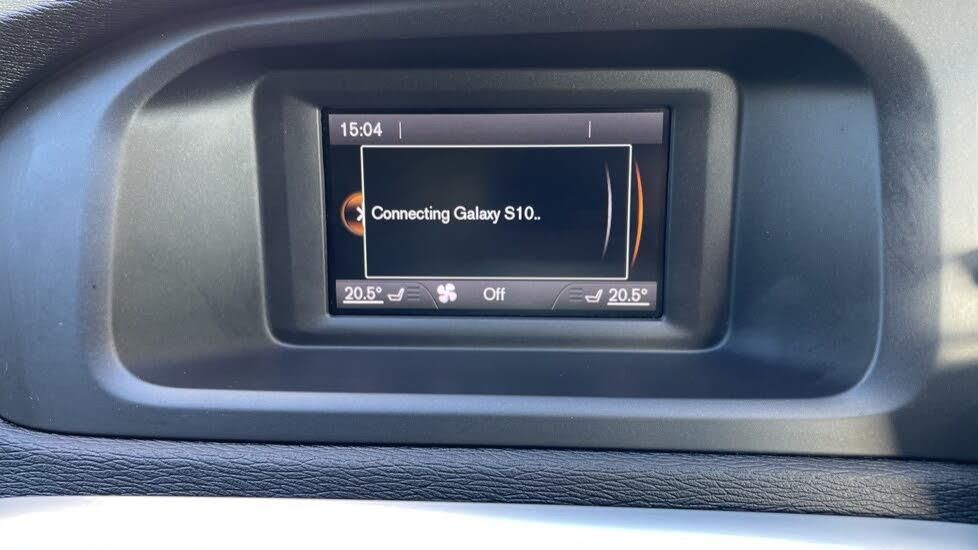 15:04
Connecting Galaxy S10..
20.5° Off 20.5°